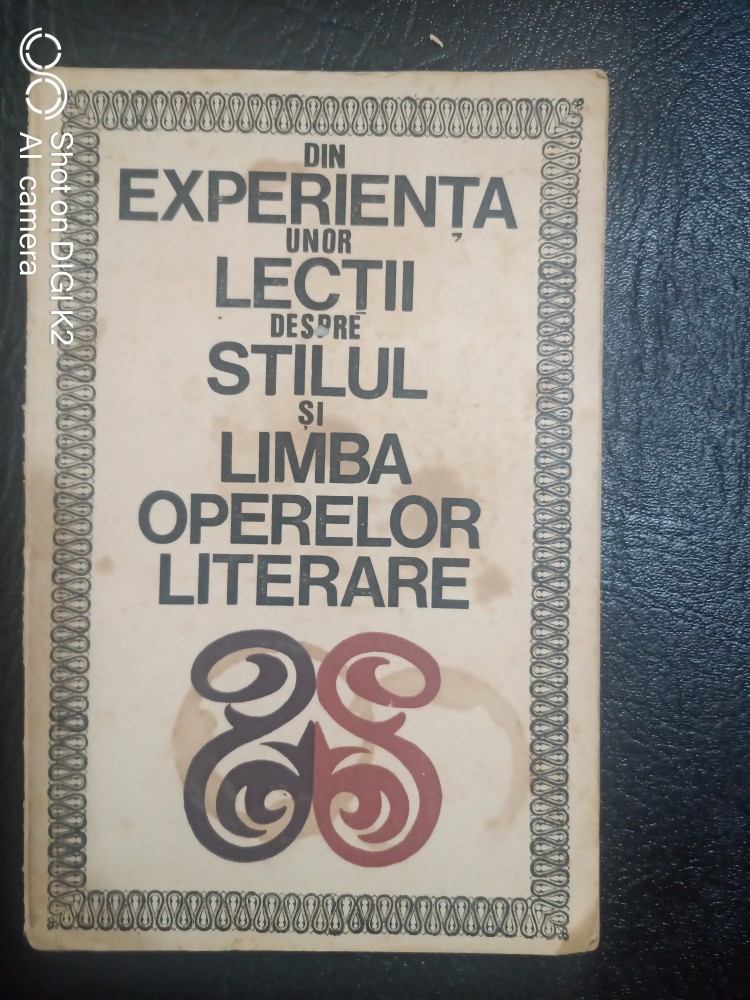 DIN
EXPERIENȚA
UNOR
LECȚII
DESPRE
STILUL
ȘI
LIMBA
OPERELOR
LITERARE
Shot on DIGI K2
AI camera